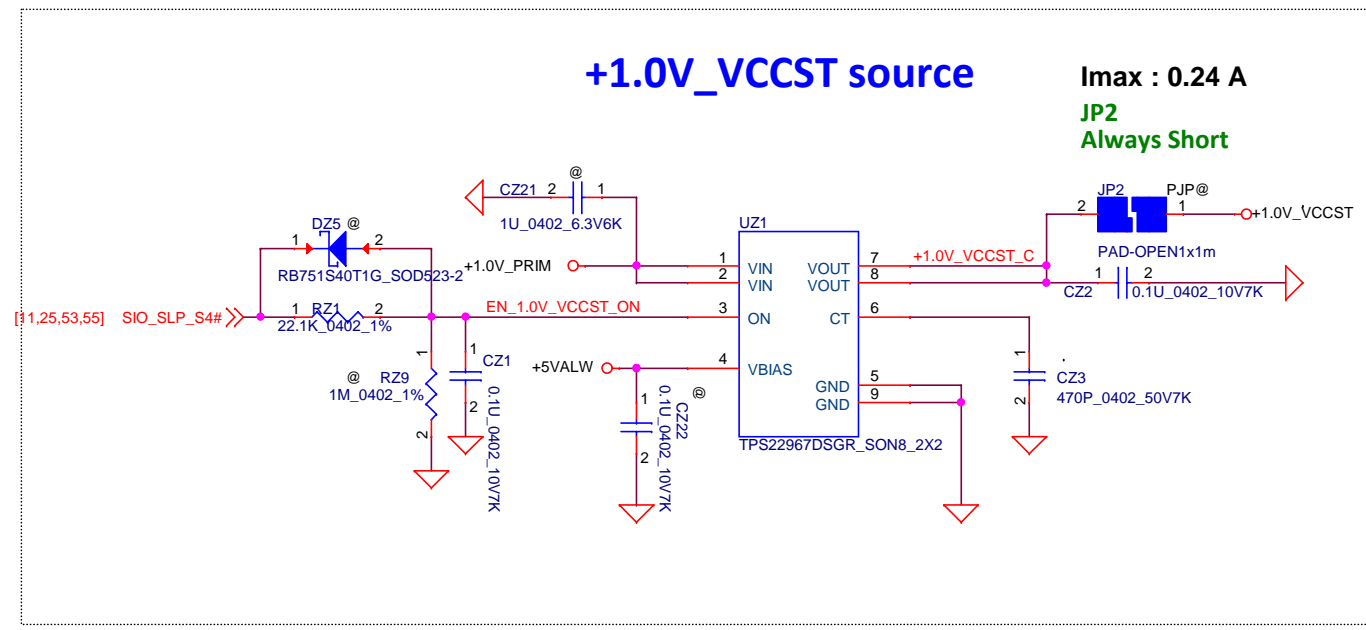 +1.0V_VCCST source
Imax : 0.24 A
JP2
Always Short
@
CZ21 2 1
1U_0402_6.3V6K
JP2 PJP@
2 1 +1.0V_VCCST
PAD-OPEN1x1m
DZ5 @
1 2
RB751S40T1G_SOD523-2
+1.0V_PRIM
UZ1
1 VIN
2 VIN
VOUT 7
VOUT 8
+1.0V_VCCST_C
1 2
CZ2 0.1U_0402_10V7K
[11,25,53,55] SIO_SLP_S4#
RZ1
1 2
22.1K_0402_1%
EN_1.0V_VCCST_ON
3 ON
CT 6
1
@ RZ9
1M_0402_1%
2
1
CZ1
0.1U_0402_10V7K
2
+5VALW
4 VBIAS
@
1
CZ22
0.1U_0402_10V7K
2
GND 5
GND 9
TPS22967DSGR_SON8_2X2
1
CZ3
470P_0402_50V7K
2